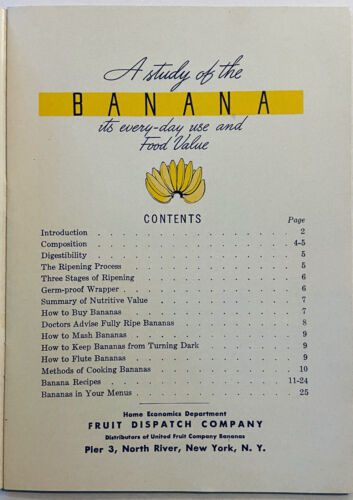 A study of the
BANANA
its every-day use and
Food Value
CONTENTS
Page
Introduction . . . . . . . . . . . . . . 2
Composition . . . . . . . . . . . . . . 4-5
Digestibility . . . . . . . . . . . . . . 5
The Ripening Process . . . . . . . . . . . . 5
Three Stages of Ripening . . . . . . . . . . . 6
Germ-proof Wrapper . . . . . . . . . . . . . 6
Summary of Nutritive Value . . . . . . . . . . 7
How to Buy Bananas . . . . . . . . . . . . 7
Doctors Advise Fully Ripe Bananas . . . . . . . . 8
How to Mash Bananas . . . . . . . . . . . . 9
How to Keep Bananas from Turning Dark . . . . . . . 9
How to Flute Bananas . . . . . . . . . . . . 9
Methods of Cooking Bananas . . . . . . . . . . 10
Banana Recipes . . . . . . . . . . . . . 11-24
Bananas in Your Menus . . . . . . . . . . . 25
Home Economics Department
FRUIT DISPATCH COMPANY
Distributors of United Fruit Company Bananas
Pier 3, North River, New York, N. Y.